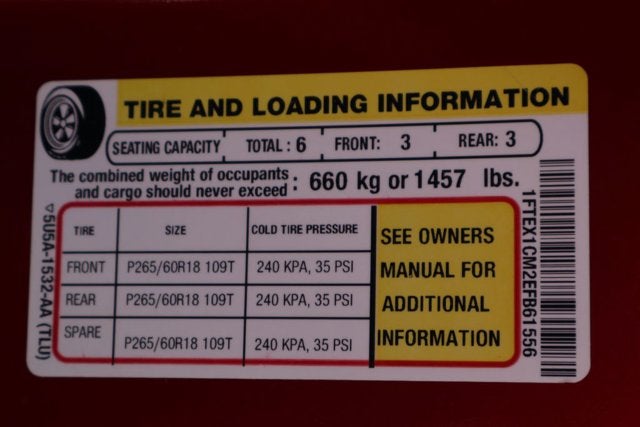 TIRE AND LOADING INFORMATION
SEATING CAPACITY TOTAL : 6 FRONT: 3 REAR: 3
The combined weight of occupants
and cargo should never exceed : 660 kg or 1457 lbs.
TIRE SIZE COLD TIRE PRESSURE
FRONT P265/60R18 109T 240 KPA, 35 PSI
REAR P265/60R18 109T 240 KPA, 35 PSI
SPARE P265/60R18 109T 240 KPA, 35 PSI
SEE OWNERS
MANUAL FOR
ADDITIONAL
INFORMATION
5U5A-1532-AA (TLU)
1FTEX1CM2EFB61556